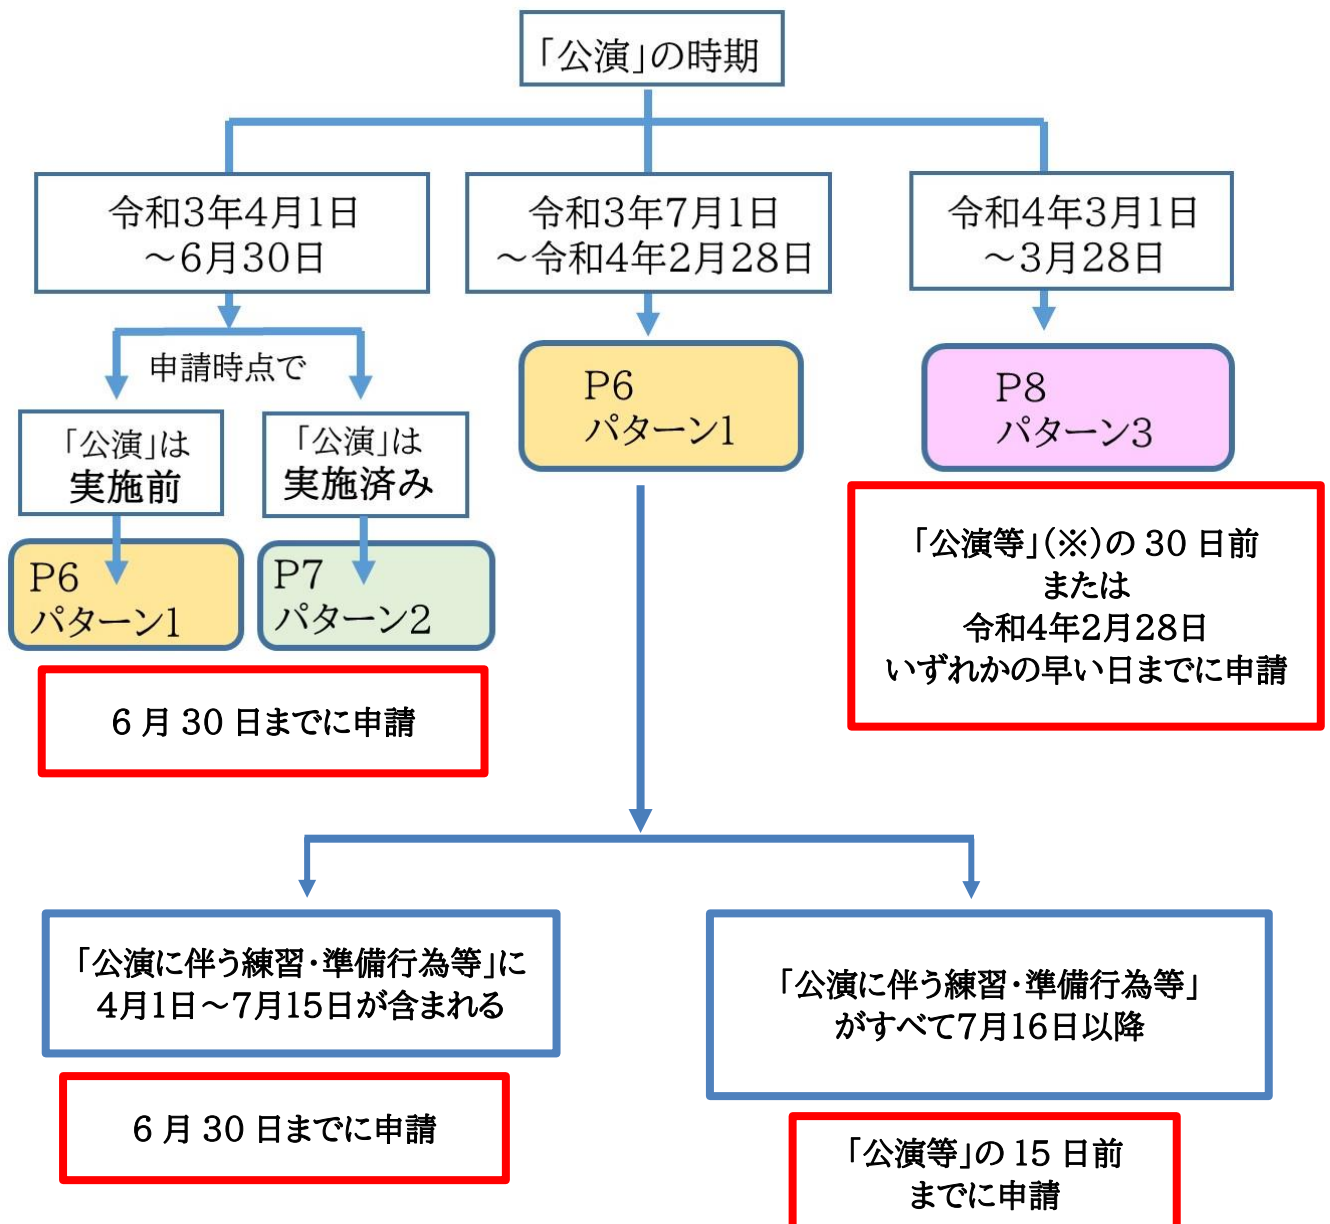 「公演」の時期
令和3年4月1日
～6月30日
令和3年7月1日
～令和4年2月28日
令和4年3月1日
～3月28日
申請時点で
「公演」は
実施前
「公演」は
実施済み
P6
パターン1
P7
パターン2
6月30日までに申請
P6
パターン1
P8
パターン3
「公演等」(※)の30日前
または
令和4年2月28日
いずれかの早い日までに申請
「公演に伴う練習・準備行為等」に
4月1日～7月15日が含まれる
6月30日までに申請
「公演に伴う練習・準備行為等」
がすべて7月16日以降
「公演等」の15日前
までに申請